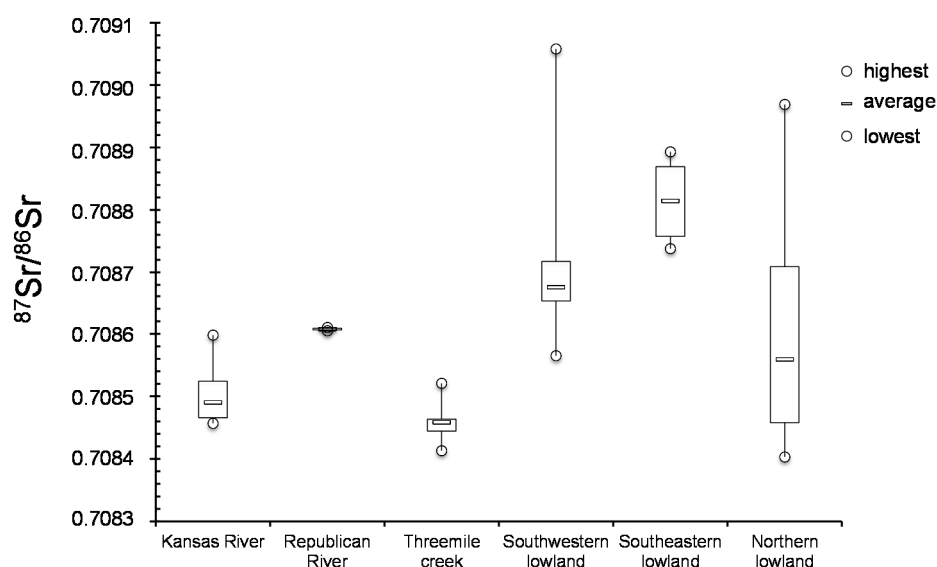 0.7091
0.7090
0.7089
0.7088
0.7087
0.7086
0.7085
0.7084
0.7083
⁸⁷Sr/⁸⁶Sr
highest
average
lowest
Kansas River
Republican
River
Threemile
creek
Southwestern
lowland
Southeastern
lowland
Northern
lowland